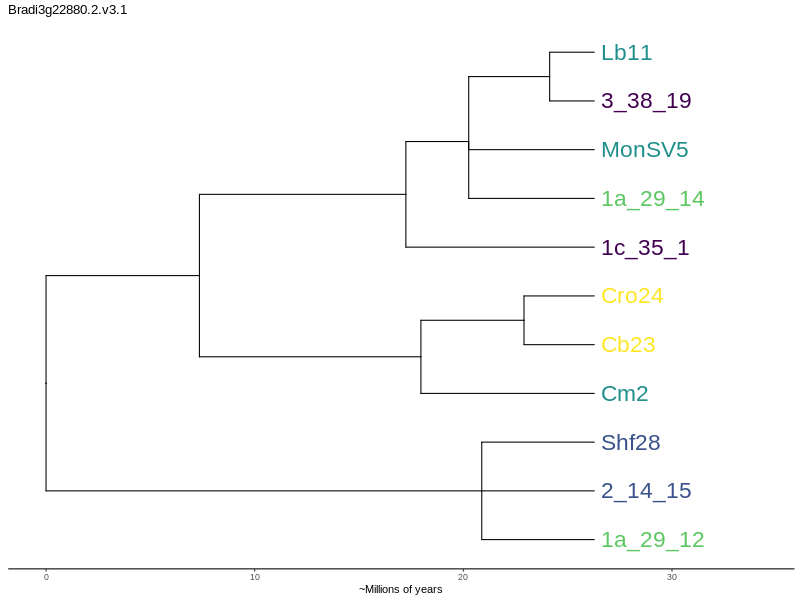 Bradi3g22880.2.v3.1
Lb11
3_38_19
MonSV5
1a_29_14
1c_35_1
Cro24
Cb23
Cm2
Shf28
2_14_15
1a_29_12
0 10 20 30
~Millions of years